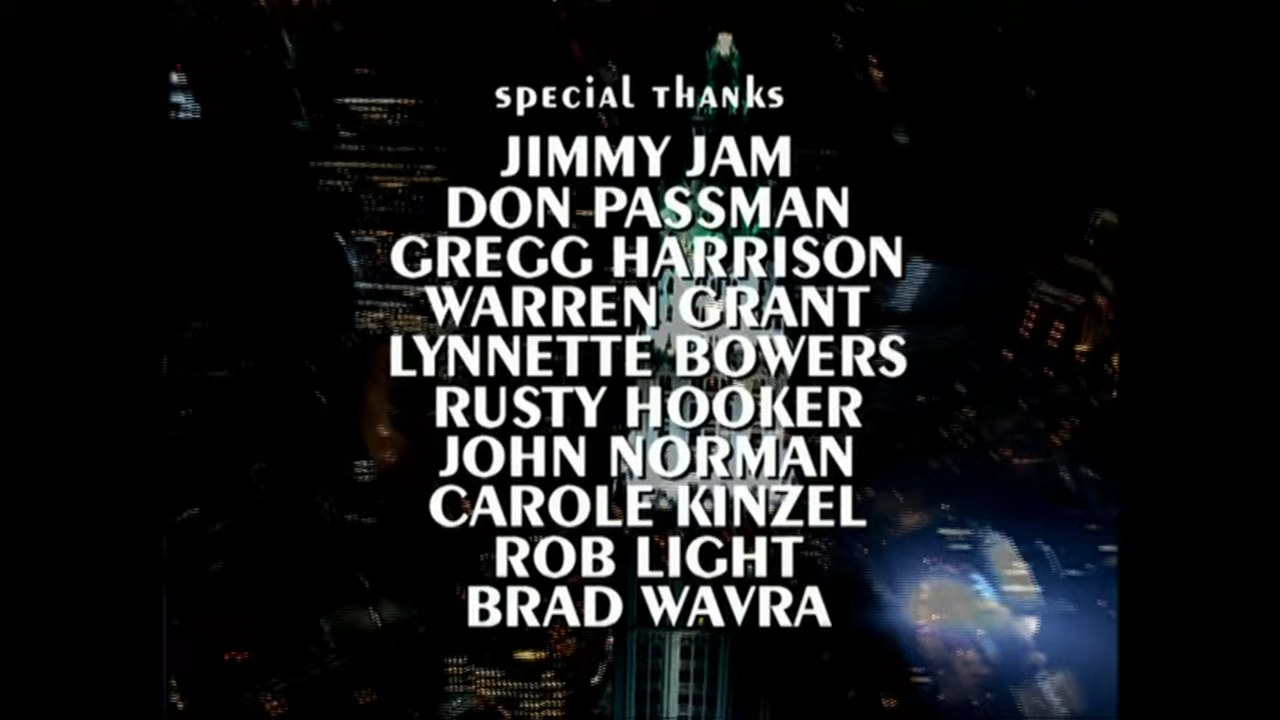 special thanks
JIMMY JAM
DON PASSMAN
GREGG HARRISON
WARREN GRANT
LYNNETTE BOWERS
RUSTY HOOKER
JOHN NORMAN
CAROLE KINZEL
ROB LIGHT
BRAD WAVRA